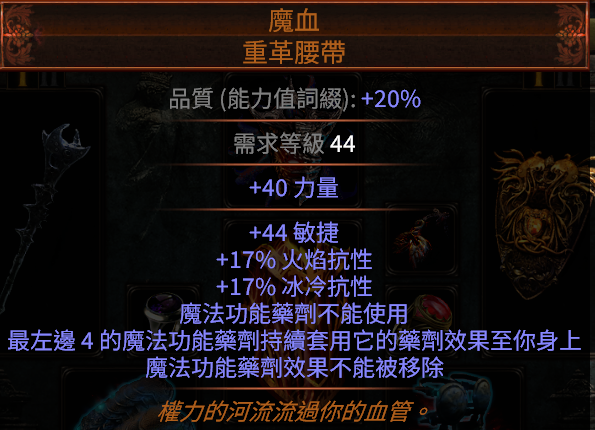 魔血
重革腰帶
品質 (能力值詞綴): +20%
需求等級 44
+40 力量
+44 敏捷
+17% 火焰抗性
+17% 冰冷抗性
魔法功能藥劑不能使用
最左邊 4 的魔法功能藥劑持續套用它的藥劑效果至你身上
魔法功能藥劑效果不能被移除
權力的河流流過你的血管。